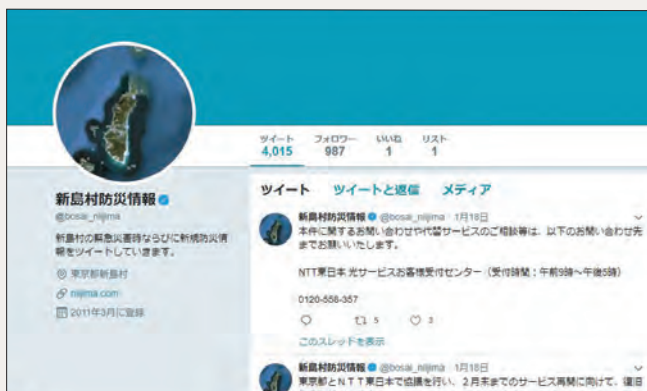 ツイート フォロワー いいね リスト
4,015 987 1 1
新島村防災情報
@bosai_niijima
新島村の緊急災害時ならびに新規防災情
報をツイートしていきます。
東京都新島村
niijima.com
2011年3月に登録
ツイート ツイートと返信 メディア
新島村防災情報 @bosai_niijima · 1月18日
本件に関するお問い合わせや代替サービスのご相談等は、以下のお問い合わせ先
までお願いいたします。
NTT東日本 光サービスお客様受付センター（受付時間：午前9時～午後5時）
0120-558-357
5 3
このスレッドを表示
新島村防災情報 @bosai_niijima · 1月18日
東京都とＮＴＴ東日本で協議を行い、２月末までのサービス再開に向けて、復旧